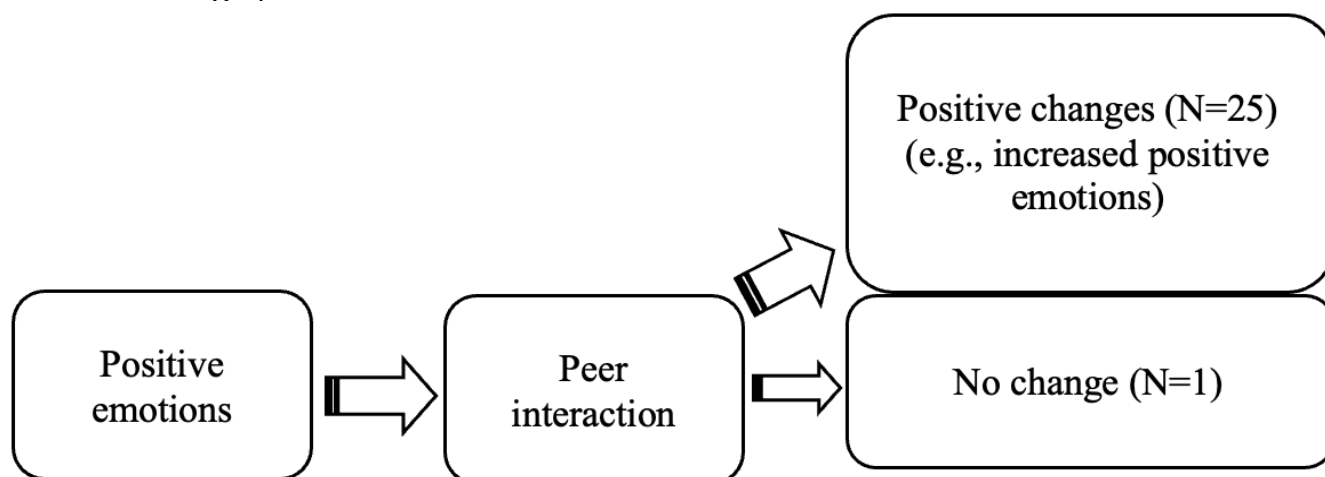 Positive changes (N=25)
(e.g., increased positive
emotions)
Positive
emotions
Peer
interaction
No change (N=1)